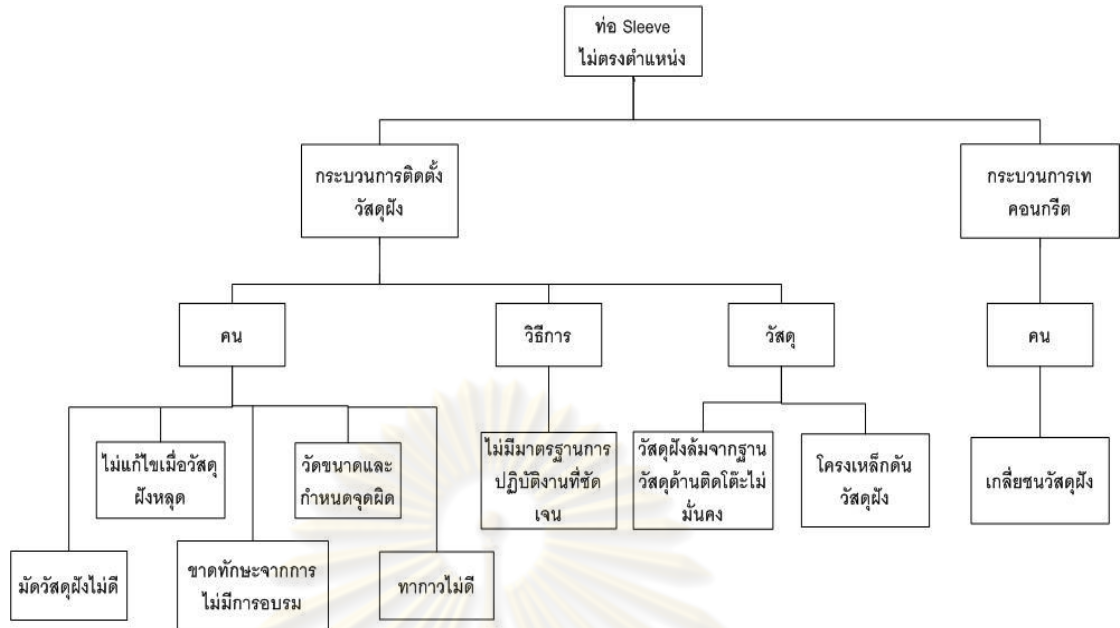 ท่อ Sleeve
ไม่ตรงตำแหน่ง
กระบวนการติดตั้ง
วัสดุฝัง
กระบวนการเท
คอนกรีต
คน
วิธีการ
วัสดุ
คน
ไม่แก้ไขเมื่อวัสดุ
ฝังหลุด
วัดขนาดและ
กำหนดจุดผิด
ไม่มีมาตรฐานการ
ปฏิบัติงานที่ชัด
เจน
วัสดุฝังล้มจากฐาน
วัสดุด้านติดโต๊ะไม่
มั่นคง
โครงเหล็กดัน
วัสดุฝัง
เกลี่ยชนวัสดุฝัง
มัดวัสดุฝังไม่ดี
ขาดทักษะจากการ
ไม่มีการอบรม
ทากาวไม่ดี